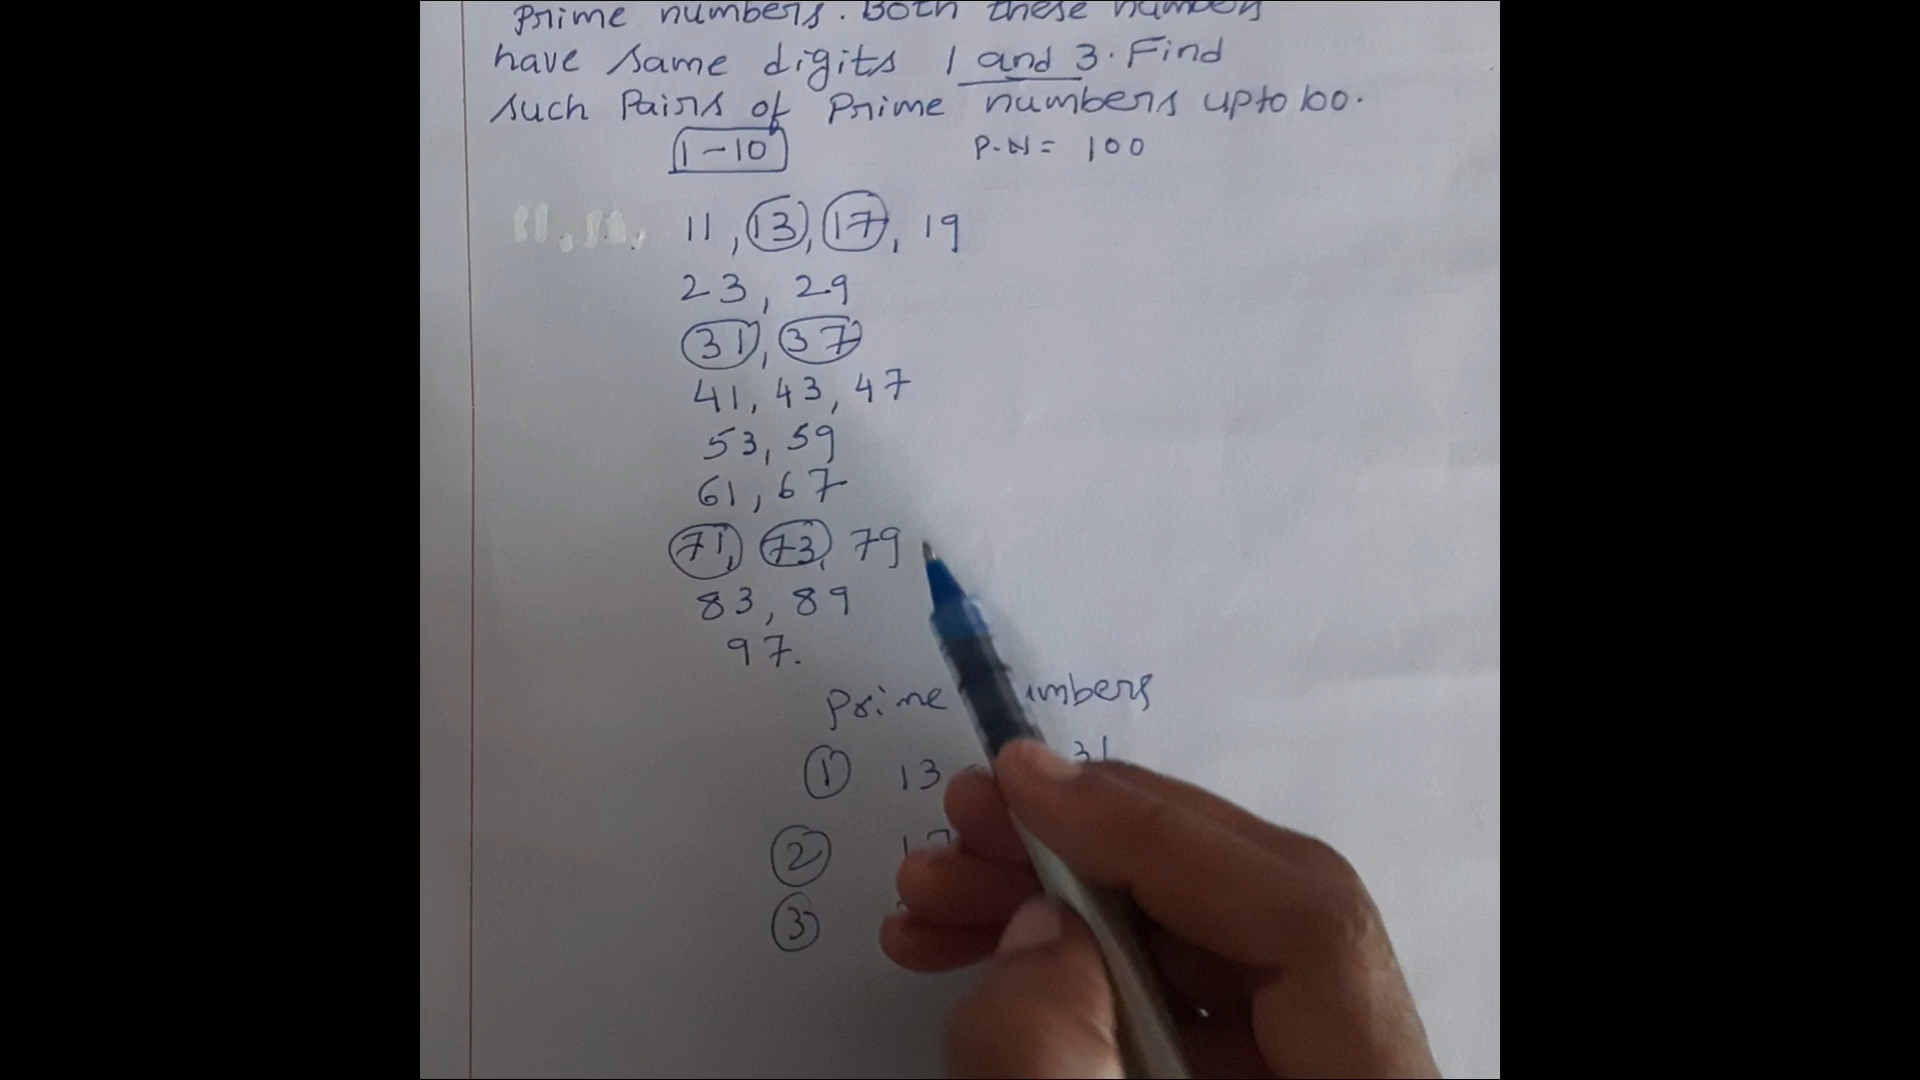 Prime numbers. Both these numbers
have same digits 1 and 3. Find
such Pairs of Prime numbers upto 100.
1-10 P.N = 100
11, 13, 17, 19
23, 29
31, 37
41, 43, 47
53, 59
61, 67
71, 73, 79
83, 89
97.
Prime
1 13 31
2 17
3